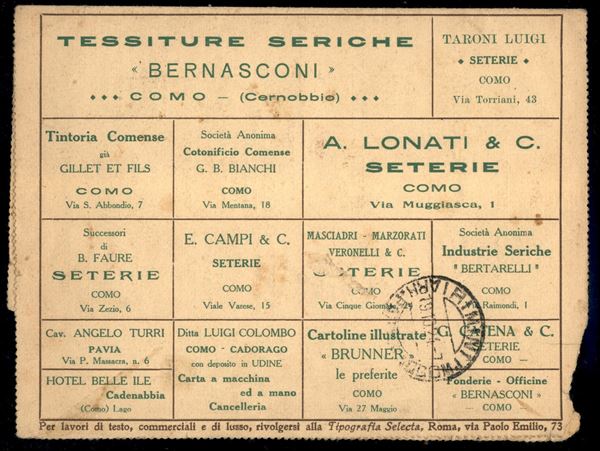 TESSITURE SERICHE
« BERNASCONI »
COMO — (Cernobbio)
TARONI LUIGI
SETERIE
COMO
Via Torriani, 43
Tintoria Comense
già
GILLET ET FILS
COMO
Via S. Abbondio, 7
Società Anonima
Cotonificio Comense
G. B. BIANCHI
COMO
Via Mentana, 18
A. LONATI & C.
SETERIE
COMO
Via Muggiasca, 1
Successori
di
B. FAURE
SETERIE
COMO
Via Zezio, 6
E. CAMPI & C.
SETERIE
COMO
Viale Varese, 15
MASCIADRI - MARZORATI
VERONELLI & C.
SETERIE
COMO
Via Cinque Giornate
Società Anonima
Industrie Seriche
"BERTARELLI"
COMO
Raimondi, 1
Cav. ANGELO TURRI
PAVIA
Via P. Massacra, n. 6
HOTEL BELLE ILE
Cadenabbia
(Como) Lago
Ditta LUIGI COLOMBO
COMO - CADORAGO
con deposito in UDINE
Carta a macchina
ed a mano
Cancelleria
Cartoline illustrate
« BRUNNER »
le preferite
COMO
Via 27 Maggio
G. & C.
SETERIE
COMO —
Fonderie - Officine
« BERNASCONI »
— COMO
Per lavori di testo, commerciali e di lusso, rivolgersi alla Tipografia Selecta, Roma, via Paolo Emilio, 73